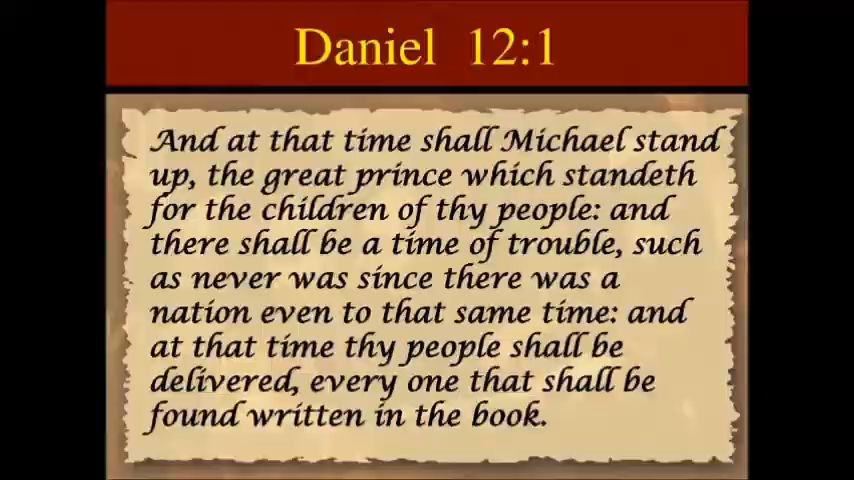 Daniel 12:1
And at that time shall Michael stand
up, the great prince which standeth
for the children of thy people: and
there shall be a time of trouble, such
as never was since there was a
nation even to that same time: and
at that time thy people shall be
delivered, every one that shall be
found written in the book.